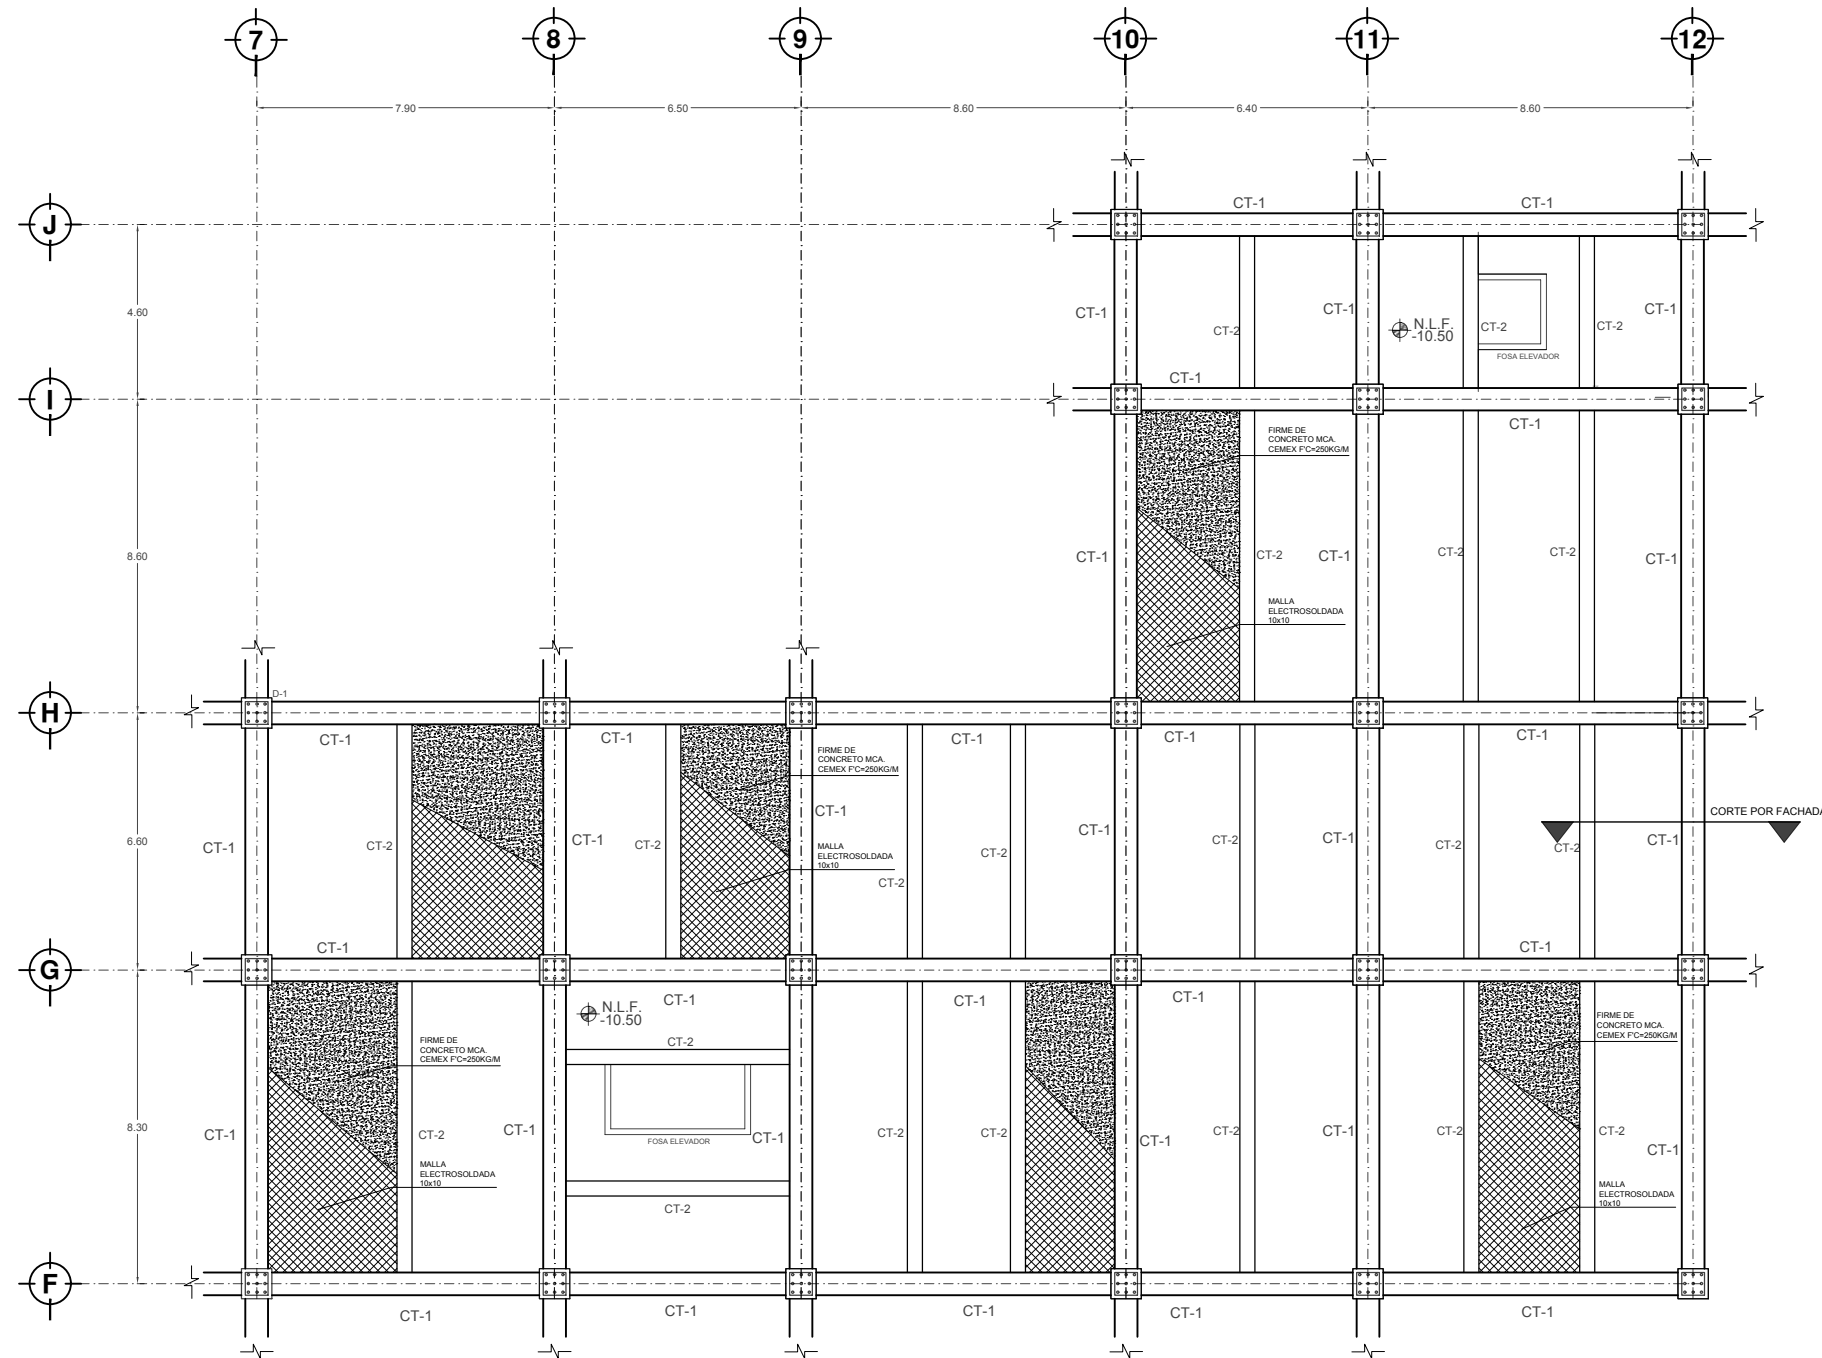 7
8
9
10
11
12
7.90
6.50
8.60
6.40
8.60
J
CT-1
CT-1
4.60
CT-1
CT-2
CT-1
N.L.F.
-10.50
CT-2
CT-2
CT-1
FOSA ELEVADOR
CT-1
I
CT-1
FIRME DE
CONCRETO MCA.
CEMEX F'C=250KG/M
8.60
CT-1
CT-2
CT-1
CT-2
CT-2
CT-1
MALLA
ELECTROSOLDADA
10x10
D-1
H
CT-1
CT-1
CT-1
CT-1
CT-1
FIRME DE
CONCRETO MCA.
CEMEX F'C=250KG/M
CT-1
CORTE POR FACHADA
6.60
CT-1
CT-2
CT-1
CT-2
MALLA
ELECTROSOLDADA
10x10
CT-2
CT-2
CT-1
CT-2
CT-1
CT-2
CT-2
CT-1
CT-1
CT-1
G
CT-1
CT-1
CT-1
N.L.F.
-10.50
CT-2
FIRME DE
CONCRETO MCA.
CEMEX F'C=250KG/M
FIRME DE
CONCRETO MCA.
CEMEX F'C=250KG/M
8.30
CT-1
CT-2
CT-1
FOSA ELEVADOR
CT-1
CT-2
CT-2
CT-1
CT-2
CT-1
CT-2
CT-2
CT-1
MALLA
ELECTROSOLDADA
10x10
MALLA
ELECTROSOLDADA
10x10
CT-2
F
CT-1
CT-1
CT-1
CT-1
CT-1